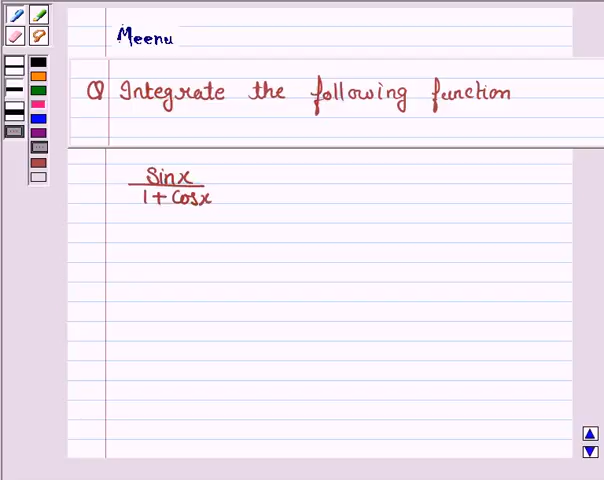 Meenu
Q Integrate the following function
Sinx
1 + Cosx